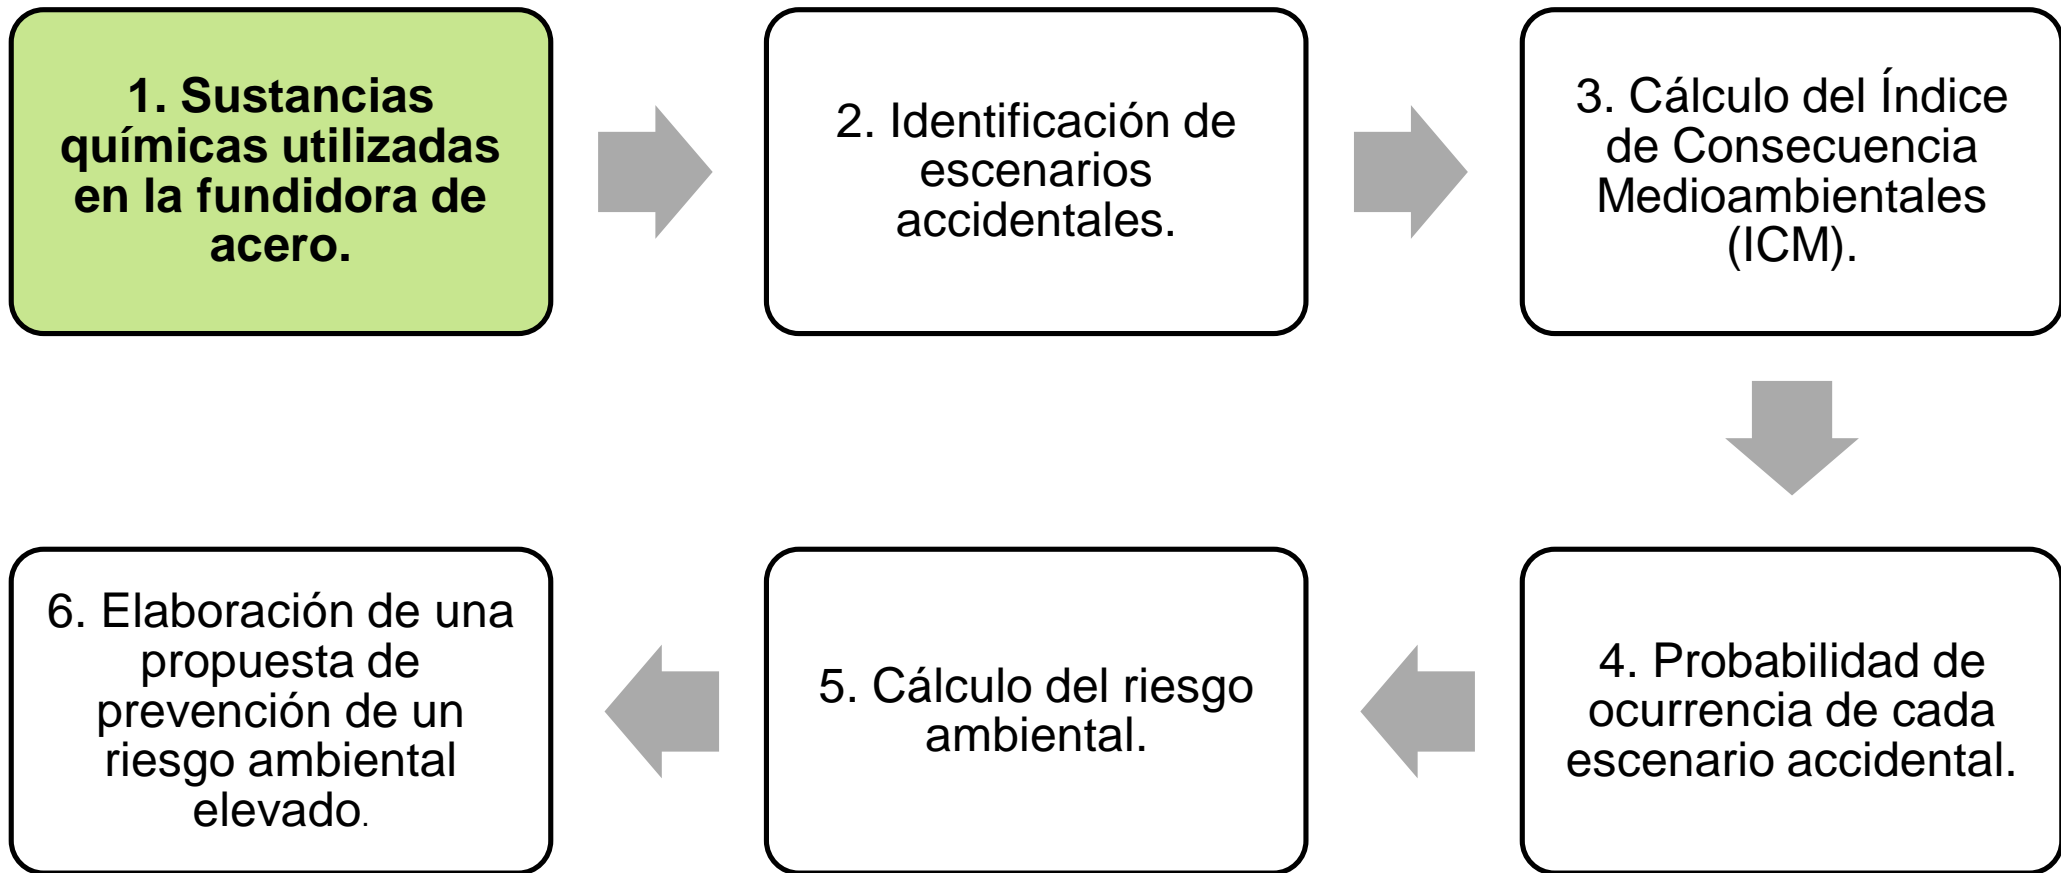 1. Sustancias
químicas utilizadas
en la fundidora de
acero.
2. Identificación de
escenarios
accidentales.
3. Cálculo del Índice
de Consecuencia
Medioambientales
(ICM).
4. Probabilidad de
ocurrencia de cada
escenario accidental.
5. Cálculo del riesgo
ambiental.
6. Elaboración de una
propuesta de
prevención de un
riesgo ambiental
elevado.